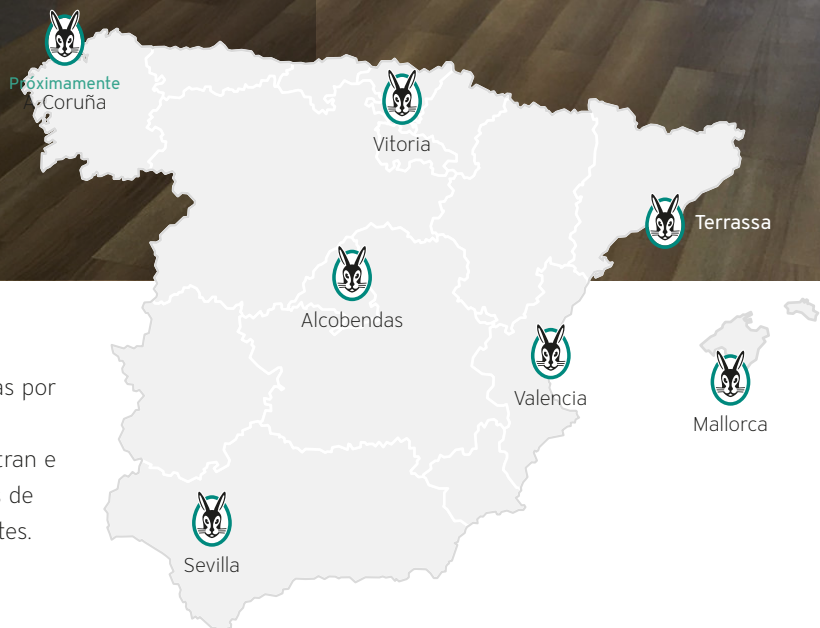 Próximamente
A Coruña
Vitoria
Terrassa
Alcobendas
Valencia
Mallorca
as por
tran e
de
tes.
Sevilla